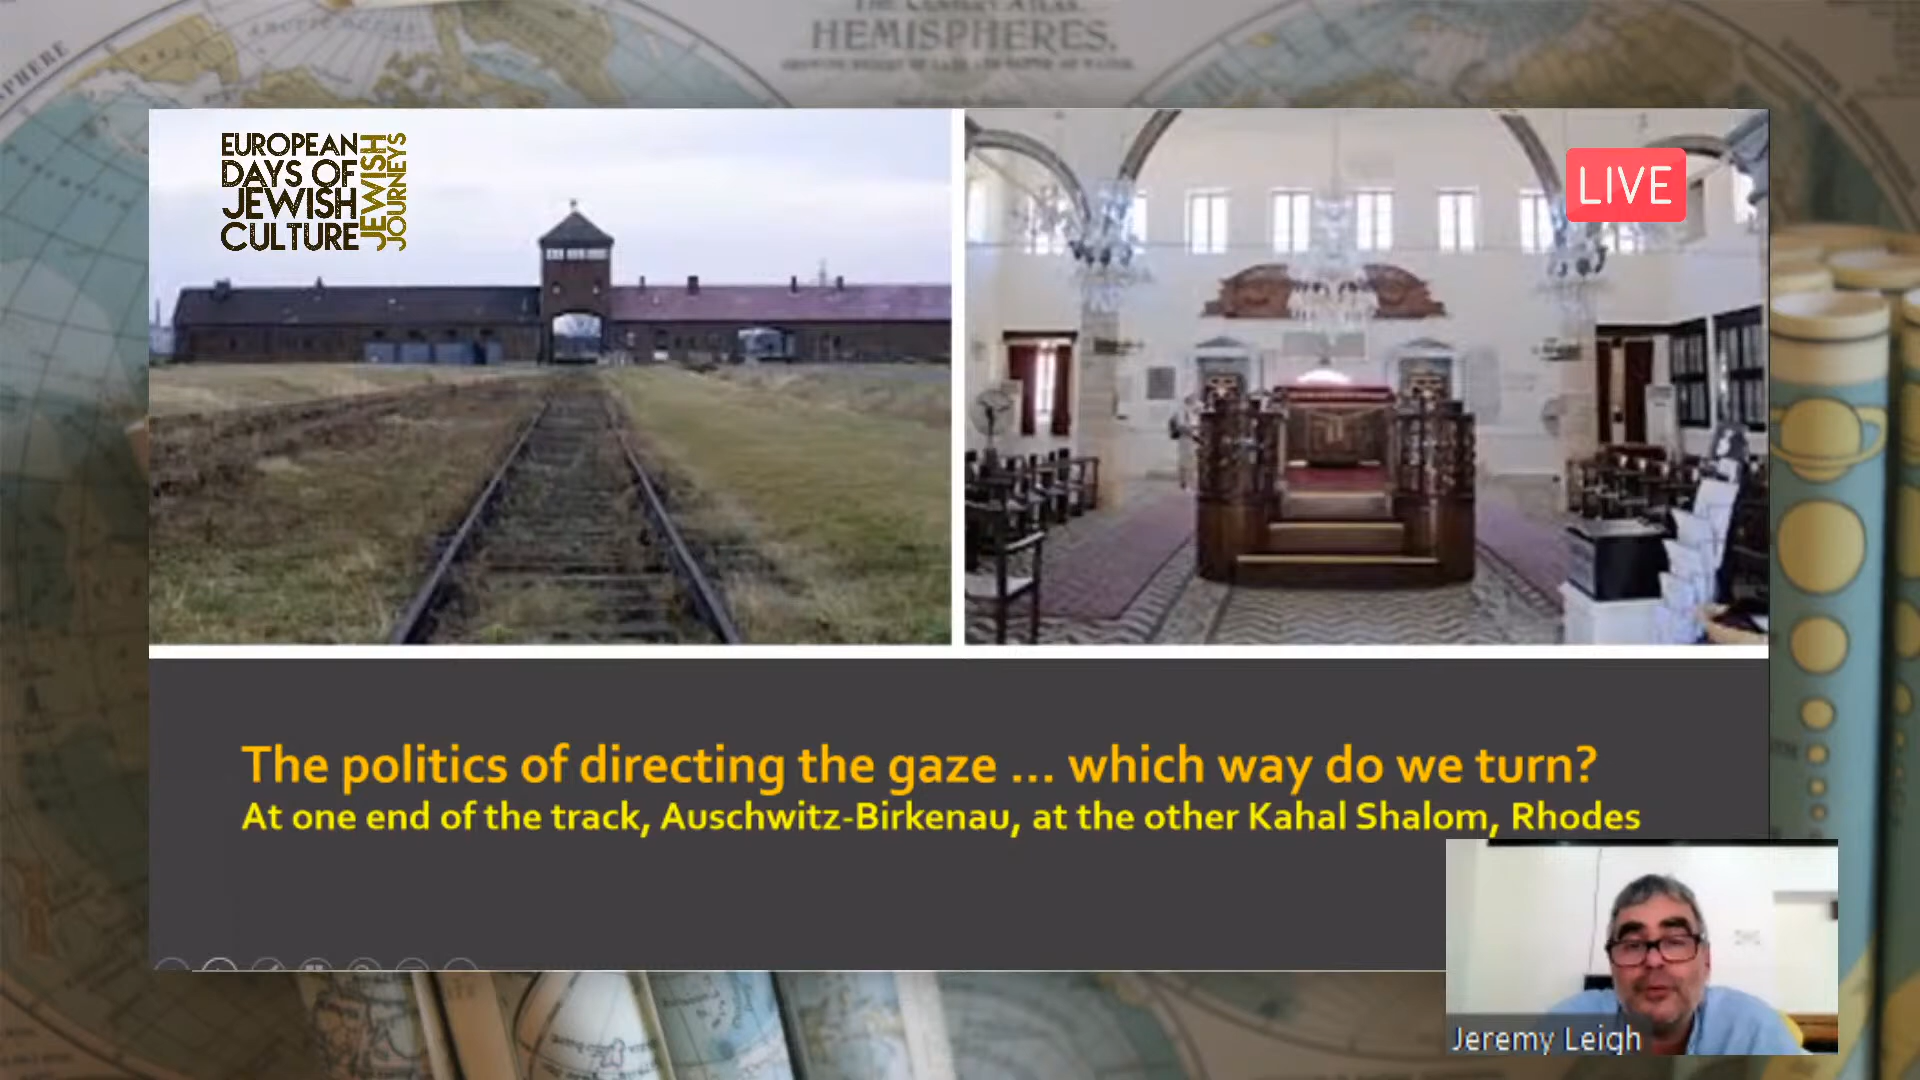 HEMISPHERES.
EUROPEAN
DAYS OF
JEWISH
CULTURE
JEWISH
JOURNEYS
LIVE
The politics of directing the gaze ... which way do we turn?
At one end of the track, Auschwitz-Birkenau, at the other Kahal Shalom, Rhodes
Jeremy Leigh